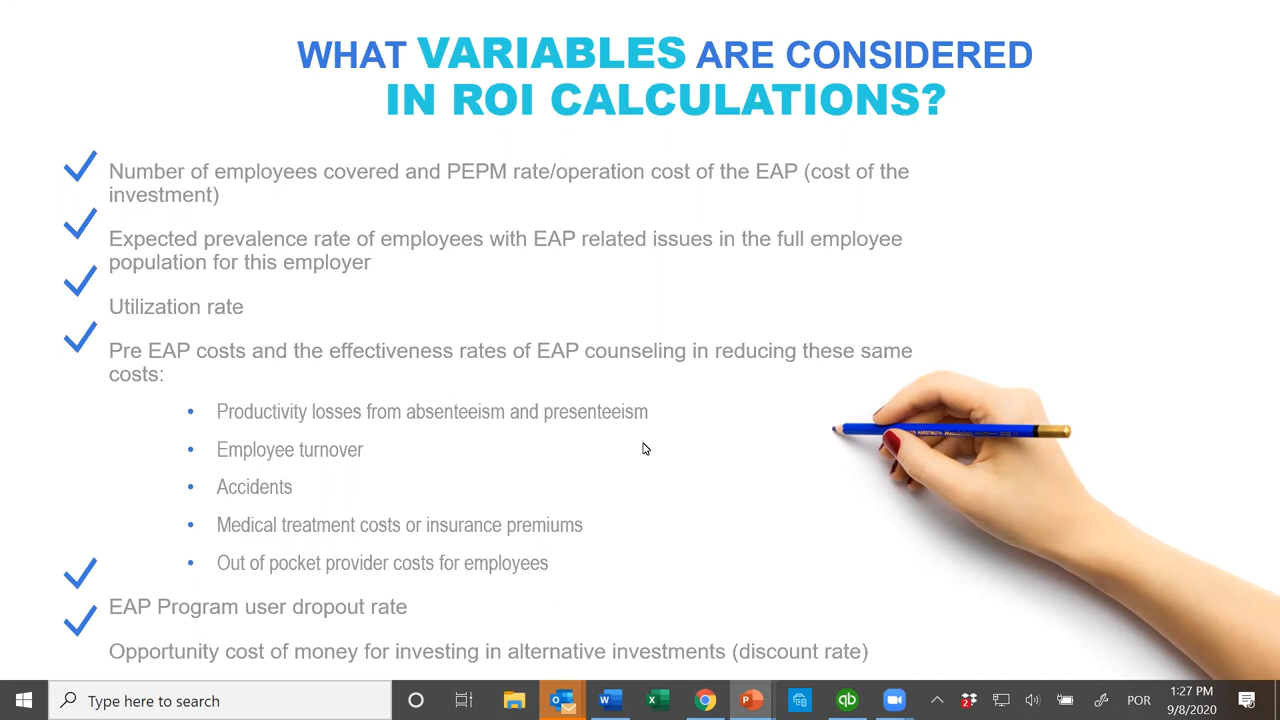 WHAT VARIABLES ARE CONSIDERED
IN ROI CALCULATIONS?
Number of employees covered and PEPM rate/operation cost of the EAP (cost of the
investment)
Expected prevalence rate of employees with EAP related issues in the full employee
population for this employer
Utilization rate
Pre EAP costs and the effectiveness rates of EAP counseling in reducing these same
costs:
• Productivity losses from absenteeism and presenteeism
• Employee turnover
• Accidents
• Medical treatment costs or insurance premiums
• Out of pocket provider costs for employees
EAP Program user dropout rate
Opportunity cost of money for investing in alternative investments (discount rate)
Type here to search
2
POR
1:27 PM
9/8/2020